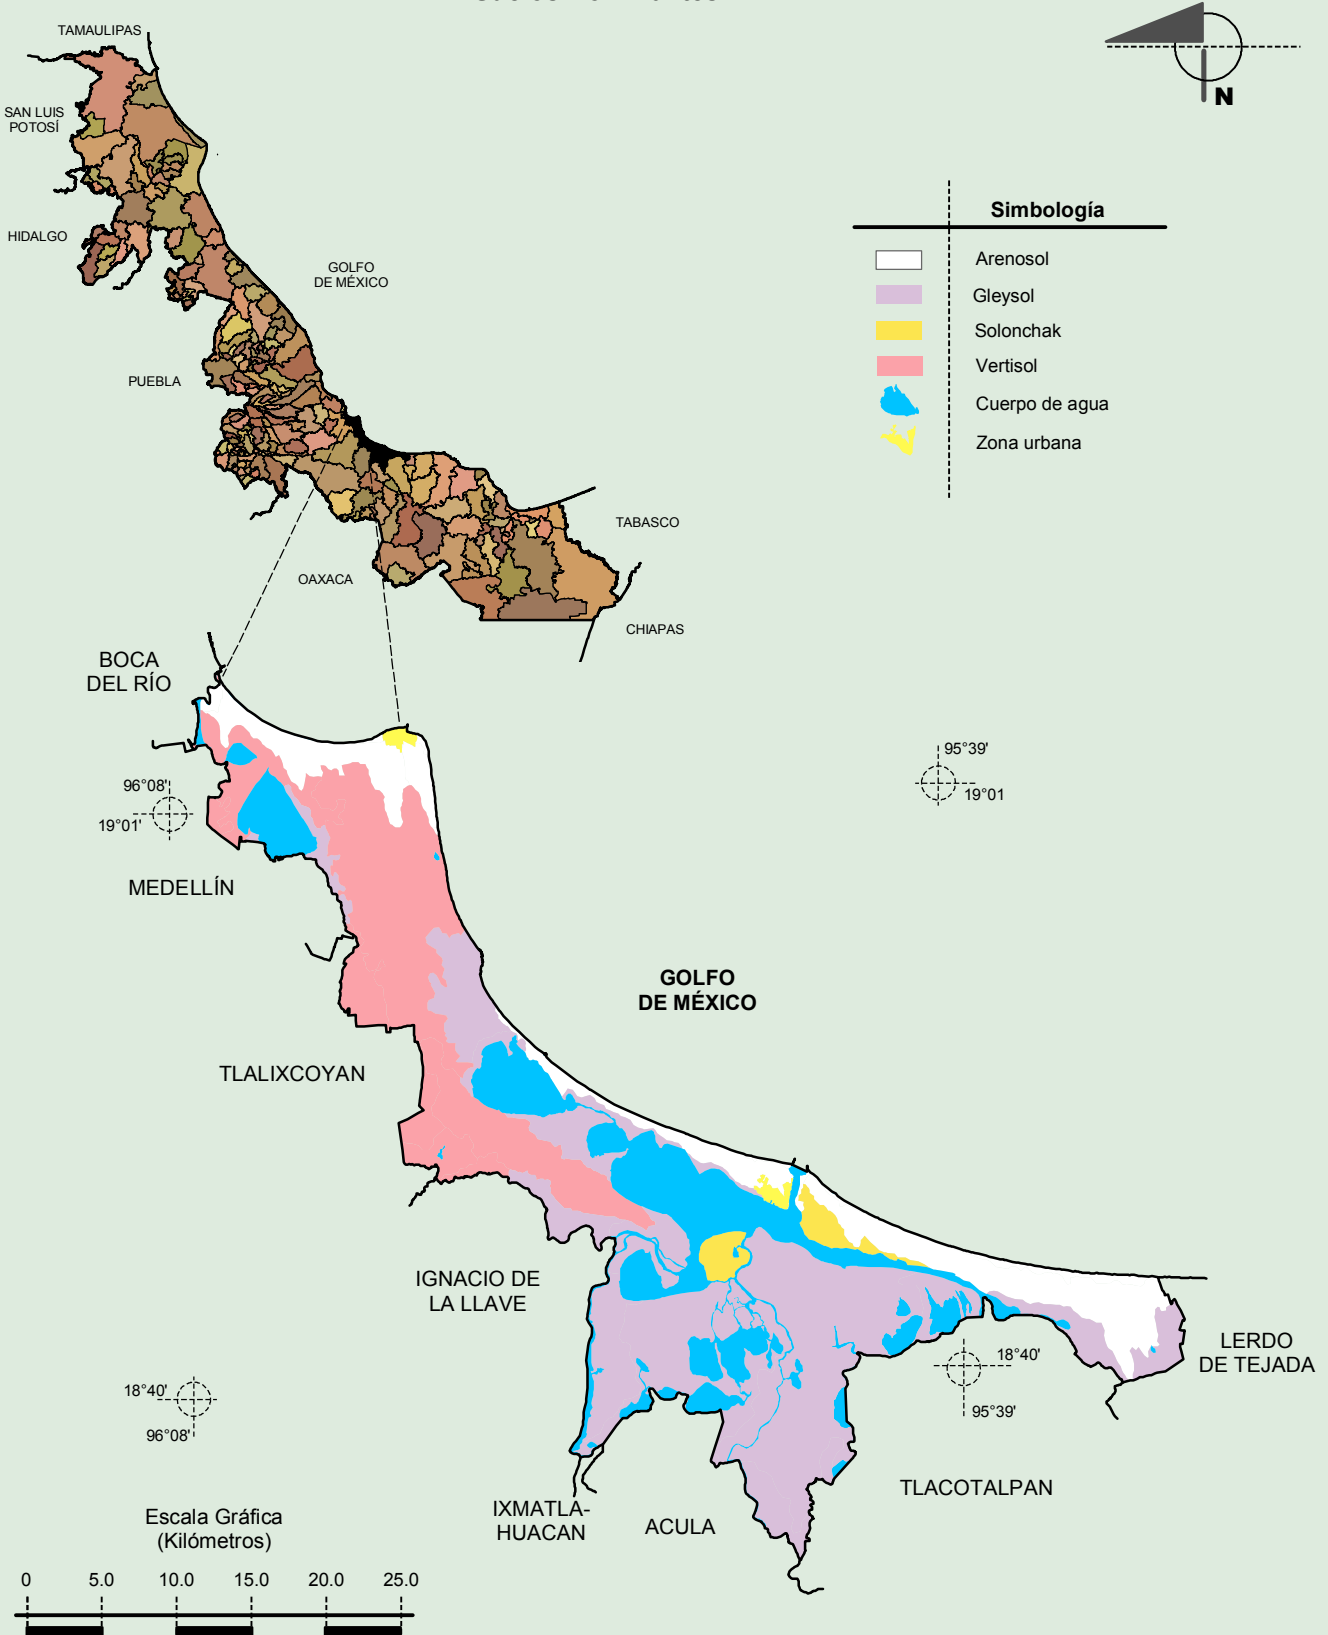 TAMAULIPAS
N
SAN LUIS
POTOSÍ
HIDALGO
GOLFO
DE MÉXICO
PUEBLA
TABASCO
OAXACA
CHIAPAS
Simbología
Arenosol
Gleysol
Solonchak
Vertisol
Cuerpo de agua
Zona urbana
BOCA
DEL RÍO
96°08'
19°01'
95°39'
19°01
MEDELLÍN
GOLFO
DE MÉXICO
TLALIXCOYAN
IGNACIO DE
LA LLAVE
LERDO
DE TEJADA
18°40'
95°39'
18°40'
96°08'
TLACOTALPAN
IXMATLA-
HUACAN
ACULA
Escala Gráfica
(Kilómetros)
0 5.0 10.0 15.0 20.0 25.0